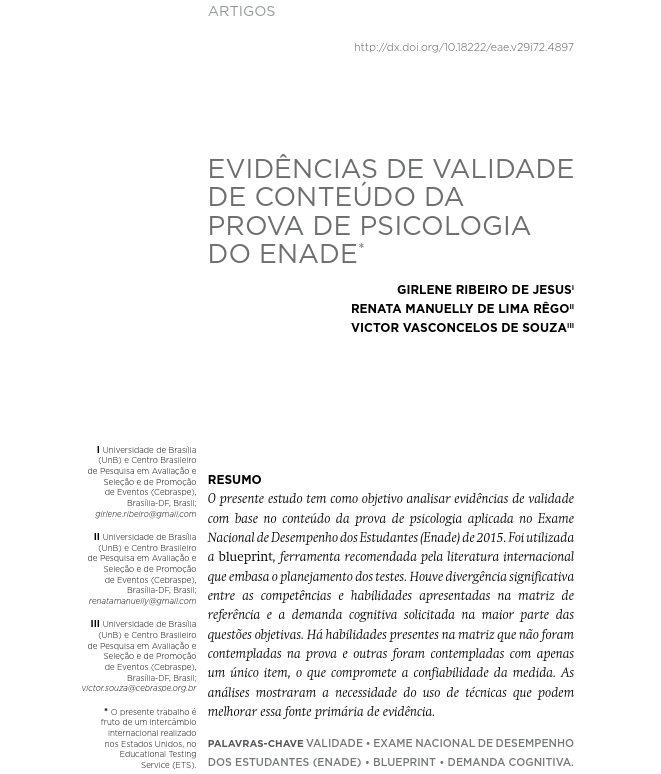 ARTIGOS
http://dx.doi.org/10.18222/eae.v29i72.4897
EVIDÊNCIAS DE VALIDADE
DE CONTEÚDO DA
PROVA DE PSICOLOGIA
DO ENADE*
GIRLENE RIBEIRO DE JESUS I
RENATA MANUELLY DE LIMA RÊGO II
VICTOR VASCONCELOS DE SOUZA III
I Universidade de Brasília
(UnB) e Centro Brasileiro
de Pesquisa em Avaliação e
Seleção e de Promoção
de Eventos (Cebraspe),
Brasília-DF, Brasil;
girlene.ribeiro@gmail.com
II Universidade de Brasília
(UnB) e Centro Brasileiro
de Pesquisa em Avaliação e
Seleção e de Promoção
de Eventos (Cebraspe),
Brasília-DF, Brasil;
renatamanuelly@gmail.com
III Universidade de Brasília
(UnB) e Centro Brasileiro
de Pesquisa em Avaliação e
Seleção e de Promoção
de Eventos (Cebraspe),
Brasília-DF, Brasil;
victor.souza@cebraspe.org.br
* O presente trabalho é
fruto de um intercâmbio
internacional realizado
nos Estados Unidos, no
Educational Testing
Service (ETS).
RESUMO
O presente estudo tem como objetivo analisar evidências de validade
com base no conteúdo da prova de psicologia aplicada no Exame
Nacional de Desempenho dos Estudantes (Enade) de 2015. Foi utilizada
a blueprint, ferramenta recomendada pela literatura internacional
que embasa o planejamento dos testes. Houve divergência significativa
entre as competências e habilidades apresentadas na matriz de
referência e a demanda cognitiva solicitada na maior parte das
questões objetivas. Há habilidades presentes na matriz que não foram
contempladas na prova e outras foram contempladas com apenas
um único item, o que compromete a confiabilidade da medida. As
análises mostraram a necessidade do uso de técnicas que podem
melhorar essa fonte primária de evidência.
PALAVRAS-CHAVE VALIDADE • EXAME NACIONAL DE DESEMPENHO
DOS ESTUDANTES (ENADE) • BLUEPRINT • DEMANDA COGNITIVA.